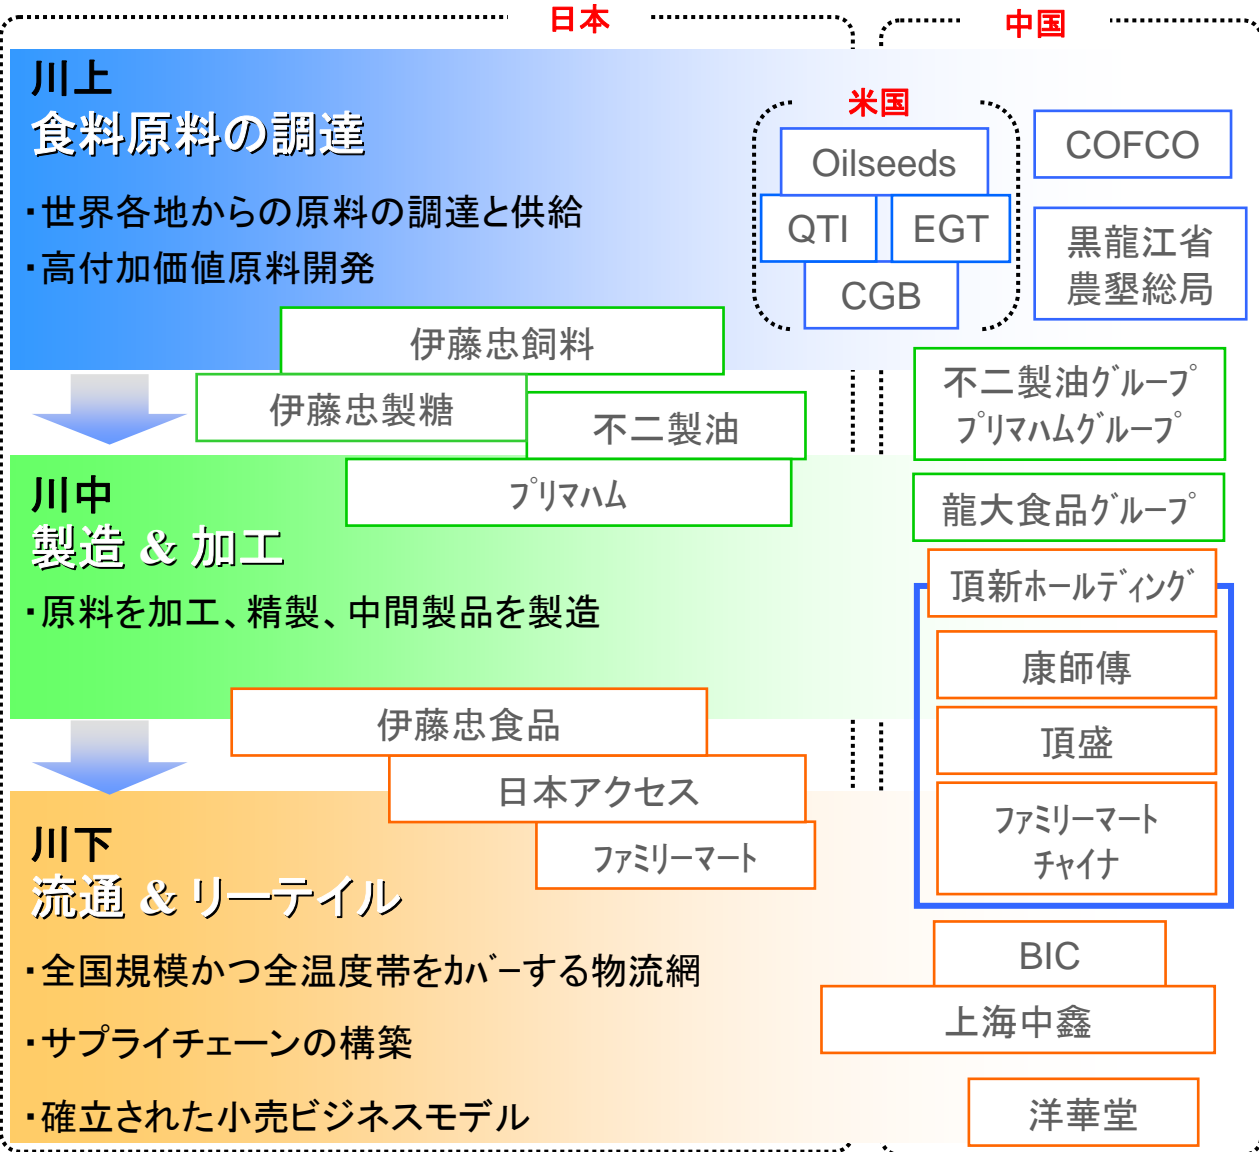 日本
中国
川上
食料原料の調達
・世界各地からの原料の調達と供給
・高付加価値原料開発
米国
Oilseeds
QTI
EGT
CGB
COFCO
黒龍江省
農墾総局
伊藤忠飼料
伊藤忠製糖
不二製油
プリマハム
不二製油グループ
プリマハムグループ
龍大食品グループ
川中
製造 & 加工
・原料を加工、精製、中間製品を製造
頂新ホールディング
康師傅
頂盛
ファミリーマート
チャイナ
伊藤忠食品
日本アクセス
ファミリーマート
川下
流通 & リーテイル
・全国規模かつ全温度帯をカバーする物流網
・サプライチェーンの構築
・確立された小売ビジネスモデル
BIC
上海中鑫
洋華堂